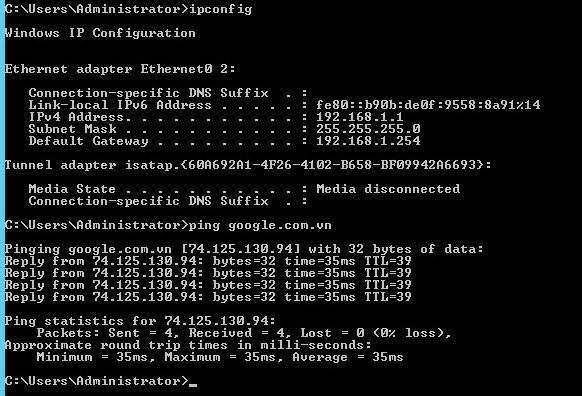 C:\Users\Administrator>ipconfig
Windows IP Configuration
Ethernet adapter Ethernet0 2:
Connection-specific DNS Suffix . :
Link-local IPv6 Address . . . . . : fe80::b90b:de0f:9558:8a91%14
IPv4 Address. . . . . . . . . . . : 192.168.1.1
Subnet Mask . . . . . . . . . . . : 255.255.255.0
Default Gateway . . . . . . . . . : 192.168.1.254
Tunnel adapter isatap.{60A692A1-4F26-4102-B658-BF09942A6693}:
Media State . . . . . . . . . . . : Media disconnected
Connection-specific DNS Suffix . :
C:\Users\Administrator>ping google.com.vn
Pinging google.com.vn [74.125.130.94] with 32 bytes of data:
Reply from 74.125.130.94: bytes=32 time=35ms TTL=39
Reply from 74.125.130.94: bytes=32 time=35ms TTL=39
Reply from 74.125.130.94: bytes=32 time=35ms TTL=39
Reply from 74.125.130.94: bytes=32 time=35ms TTL=39
Ping statistics for 74.125.130.94:
Packets: Sent = 4, Received = 4, Lost = 0 (0% loss),
Approximate round trip times in milli-seconds:
Minimum = 35ms, Maximum = 35ms, Average = 35ms
C:\Users\Administrator>_